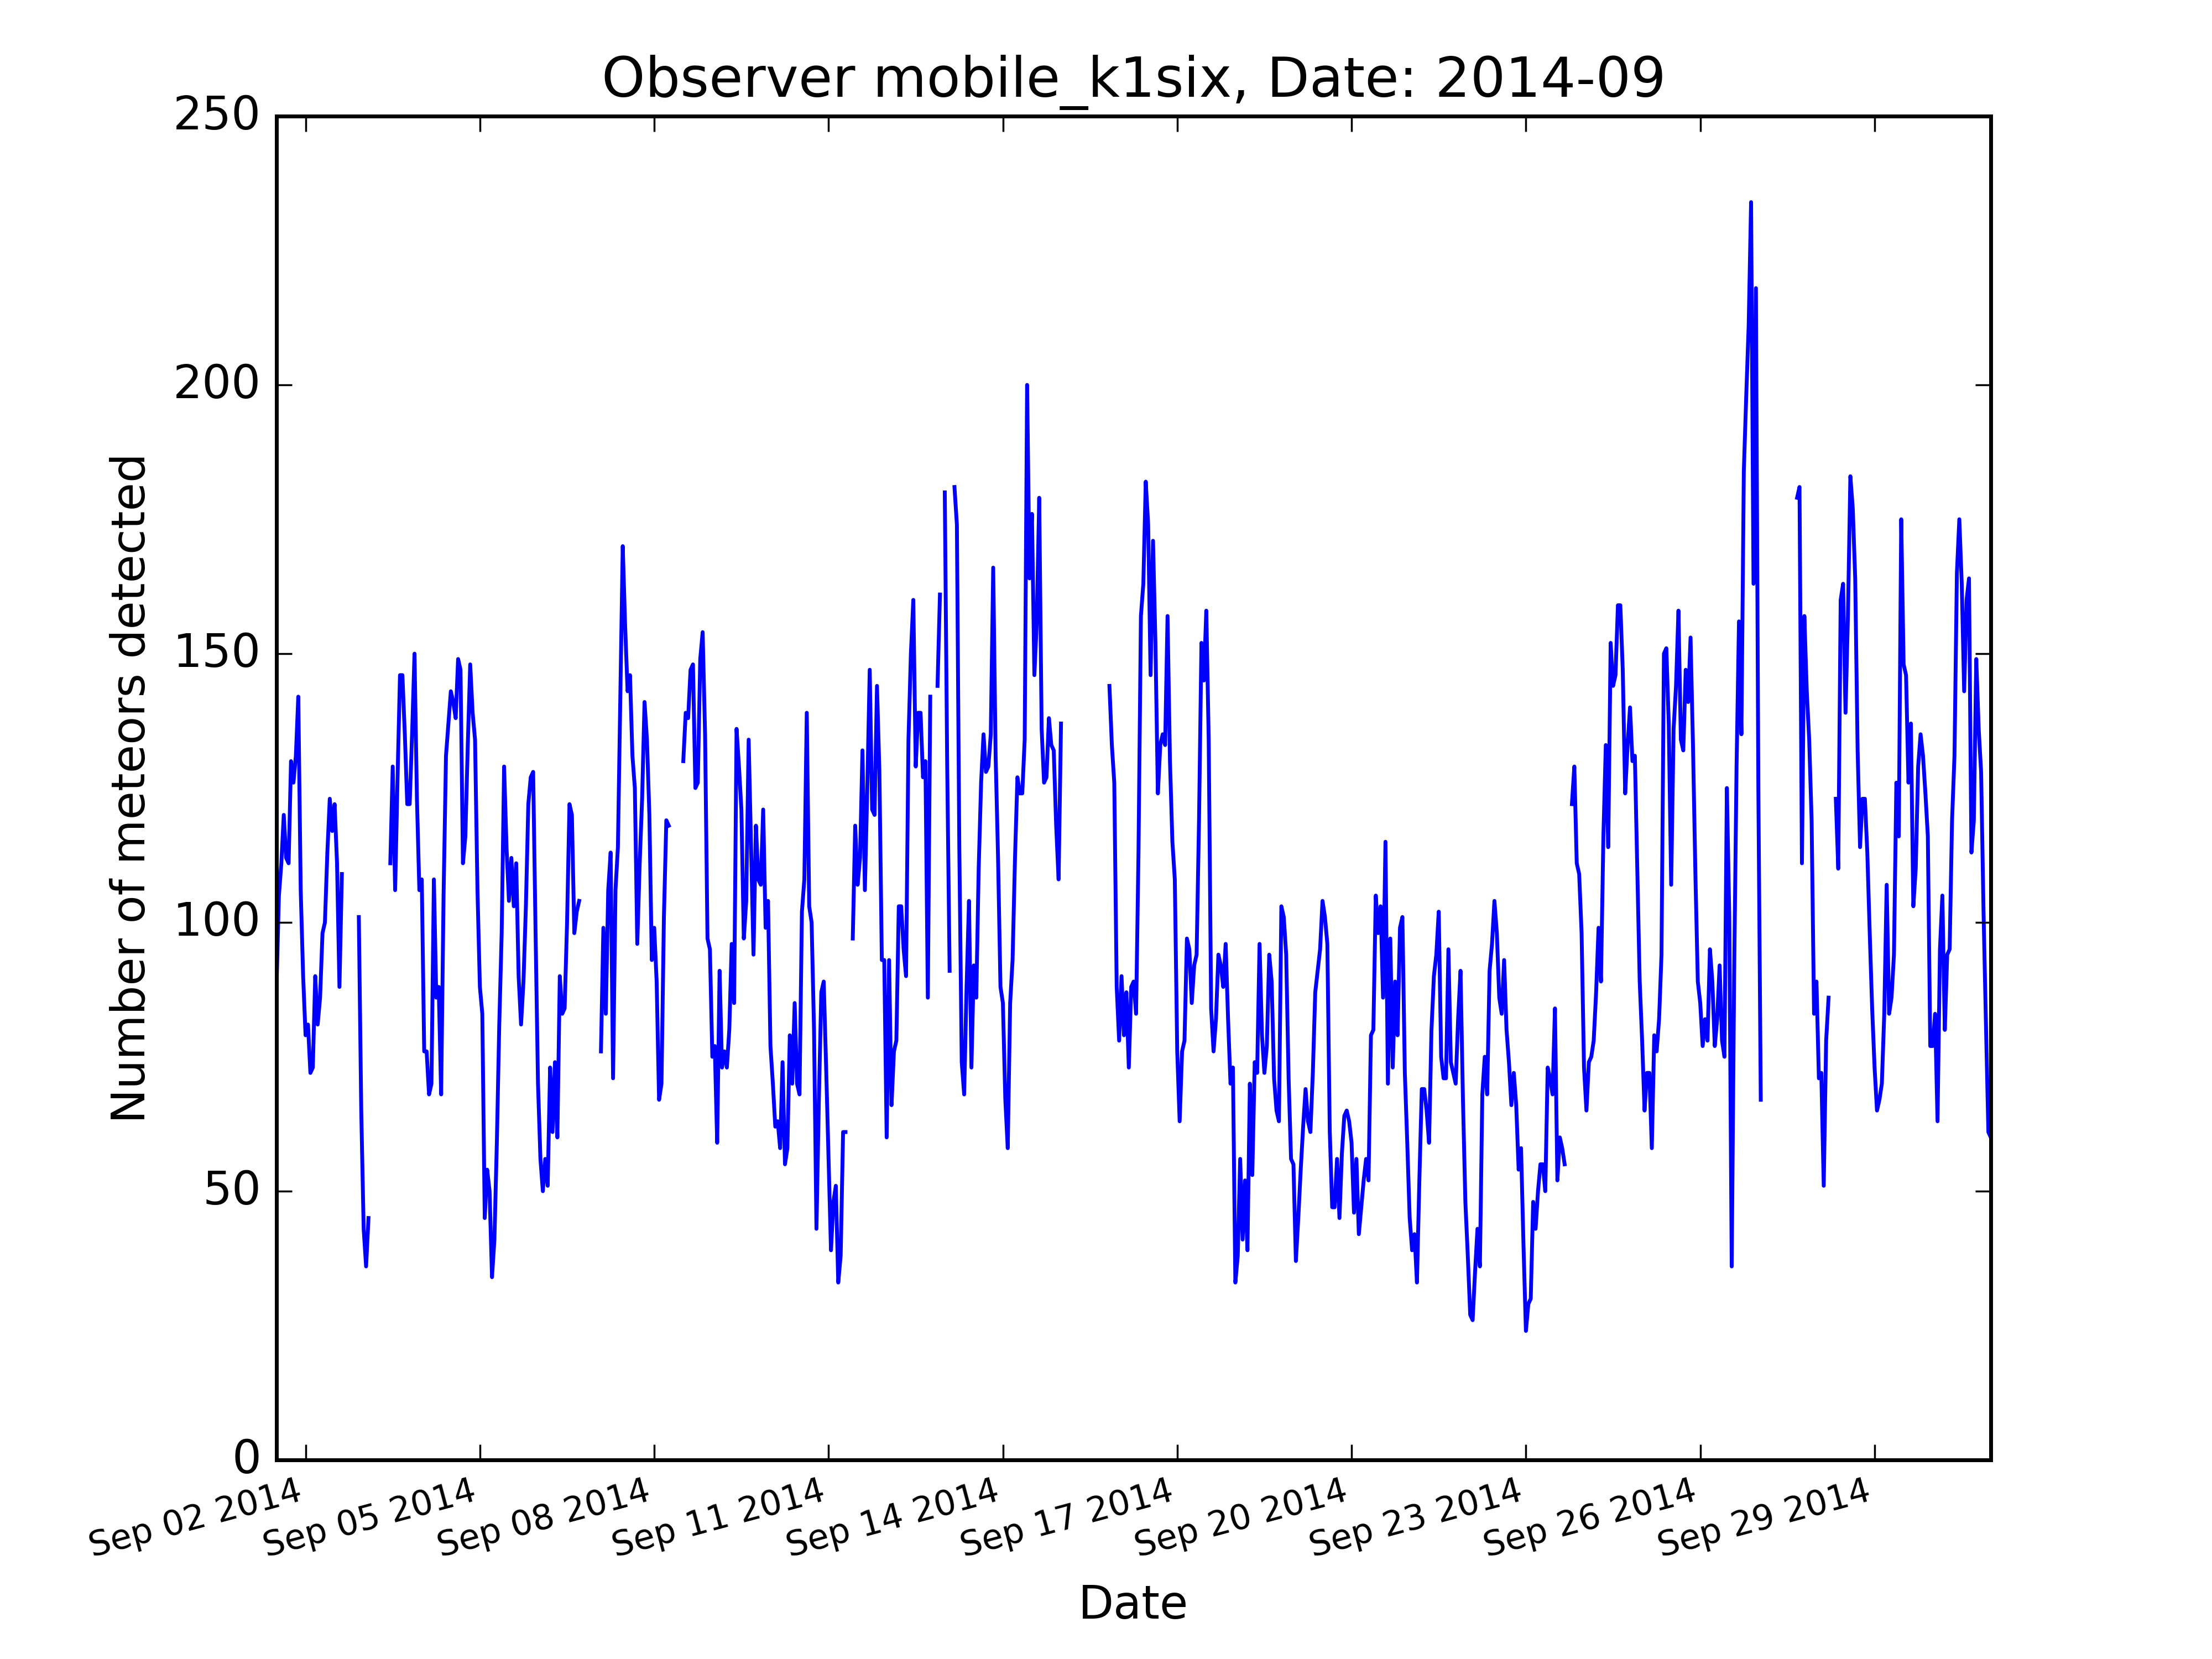 Observer mobile_k1six, Date: 2014-09
Number of meteors detected
250
200
150
100
50
0
Sep 02 2014
Sep 05 2014
Sep 08 2014
Sep 11 2014
Sep 14 2014
Sep 17 2014
Sep 20 2014
Sep 23 2014
Sep 26 2014
Sep 29 2014
Date